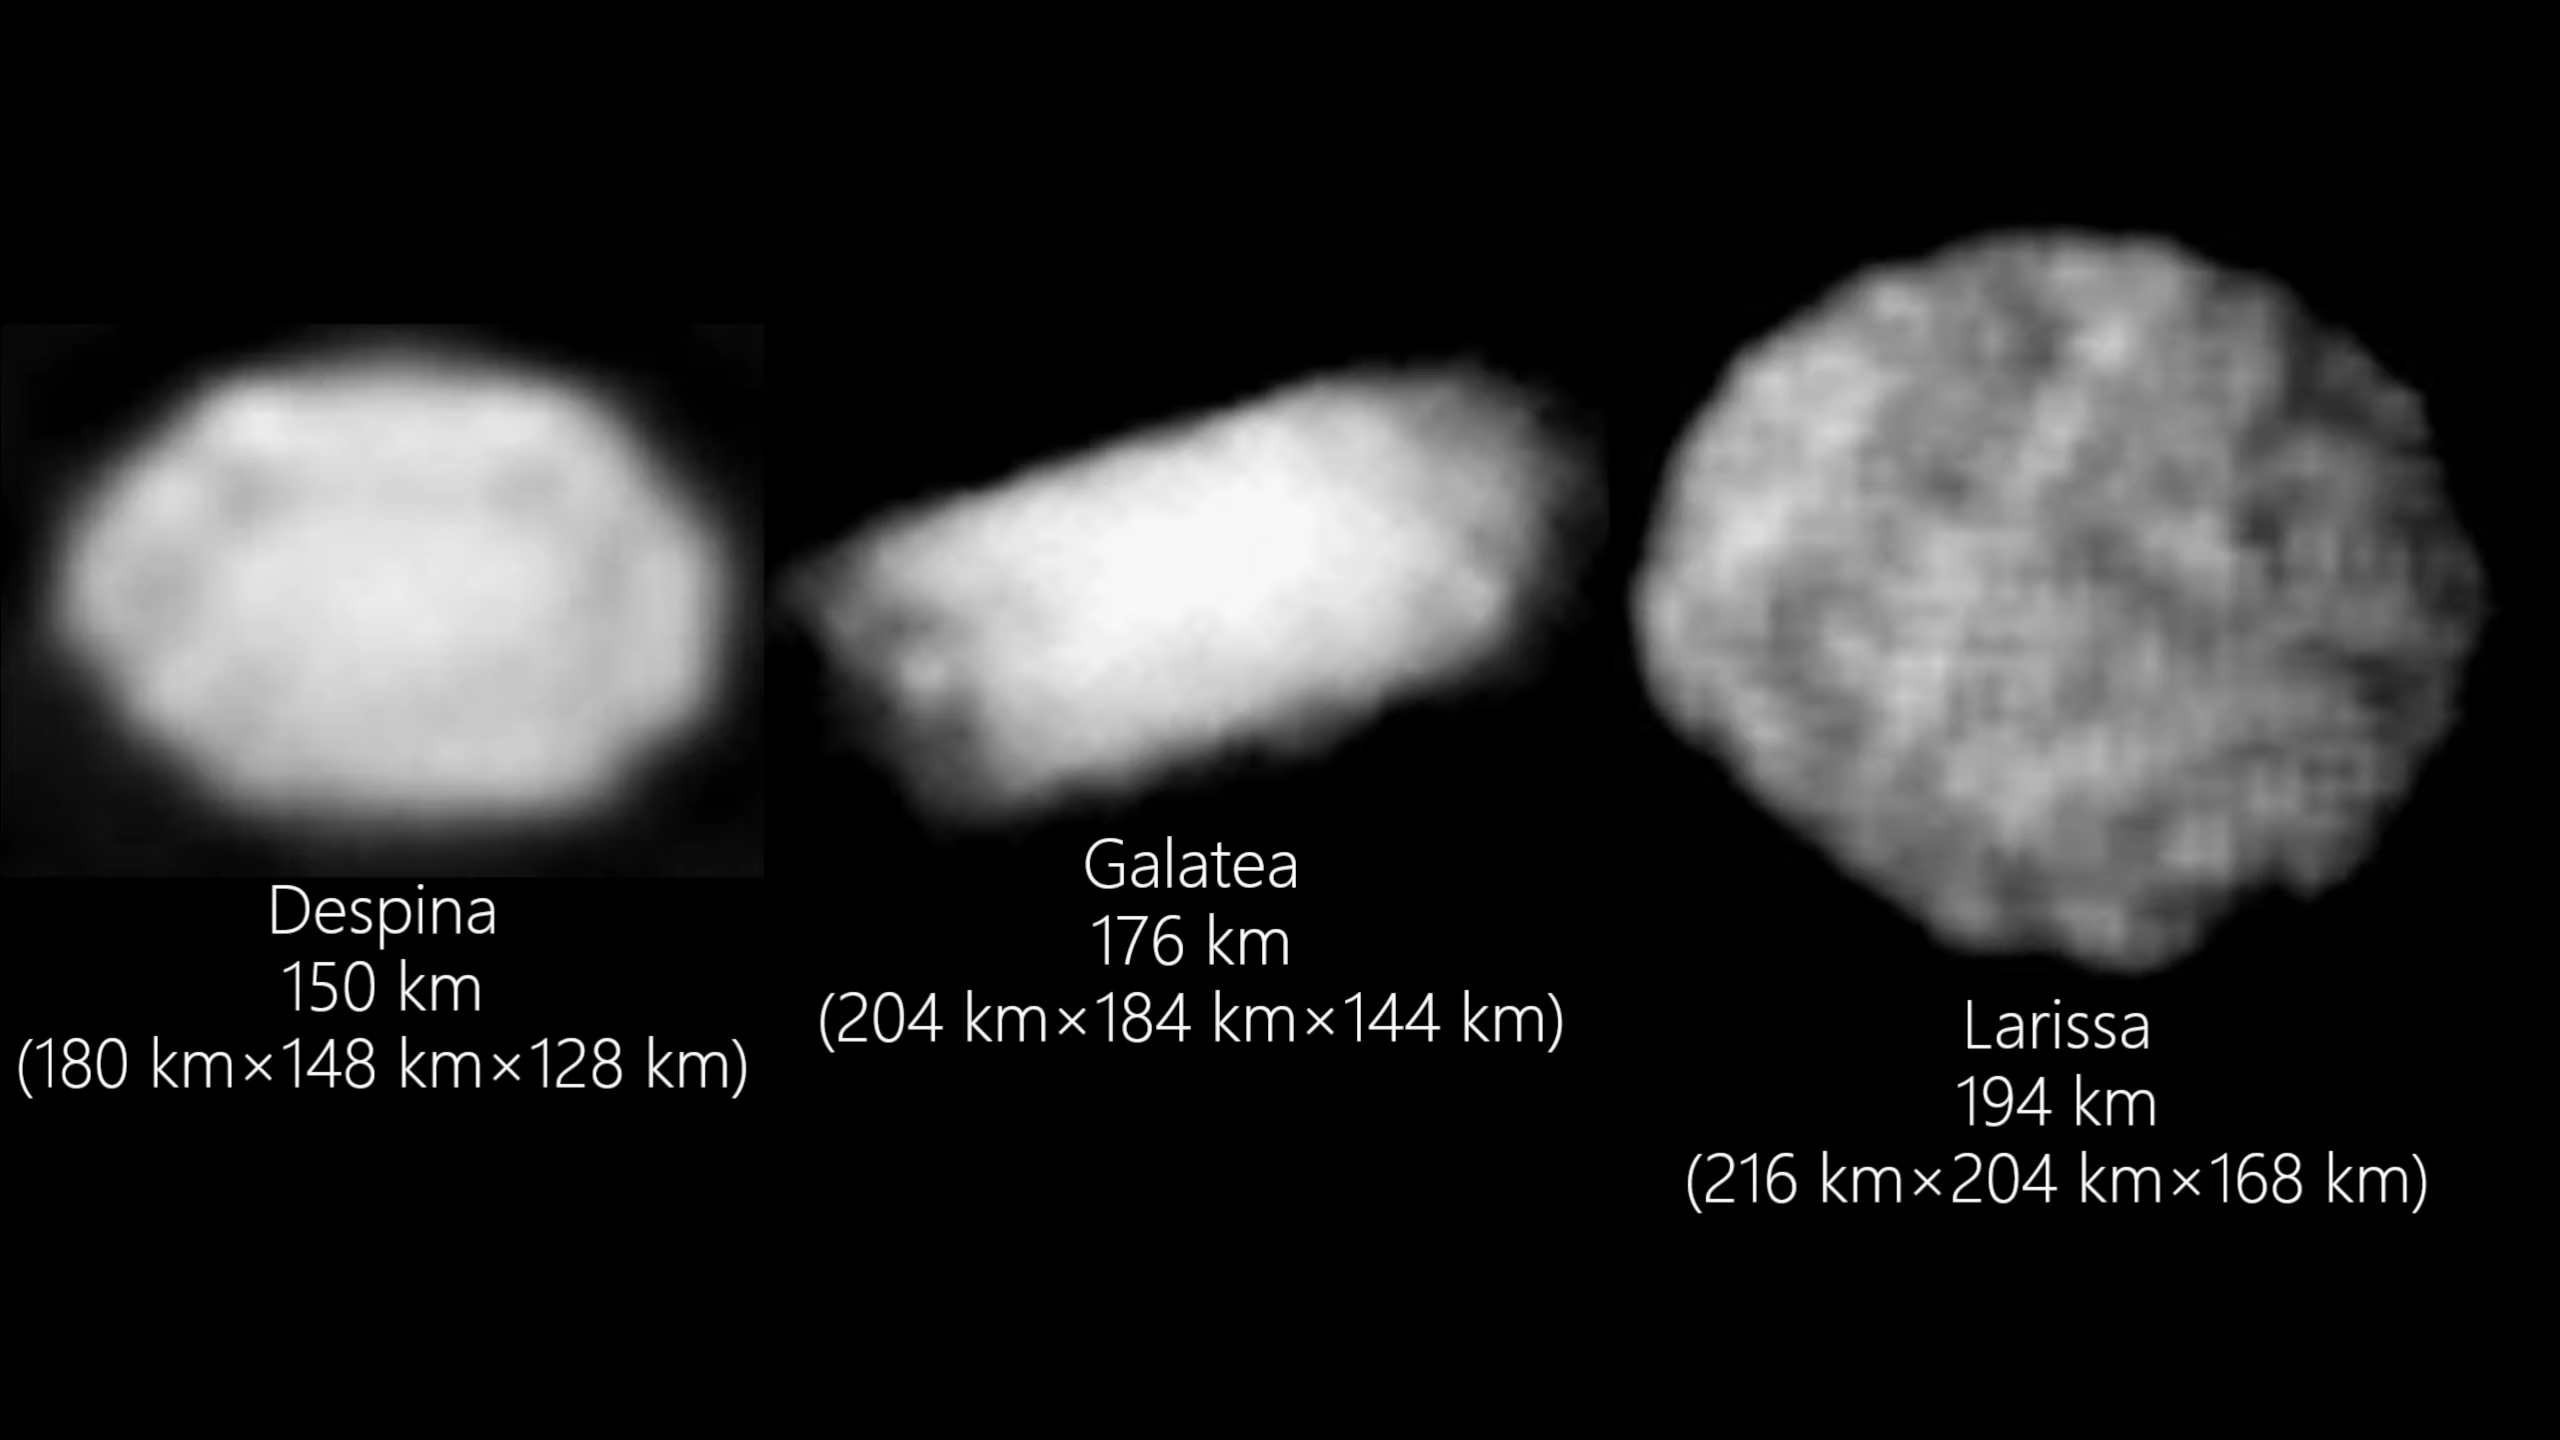 Despina
150 km
(180 km×148 km×128 km)
Galatea
176 km
(204 km×184 km×144 km)
Larissa
194 km
(216 km×204 km×168 km)